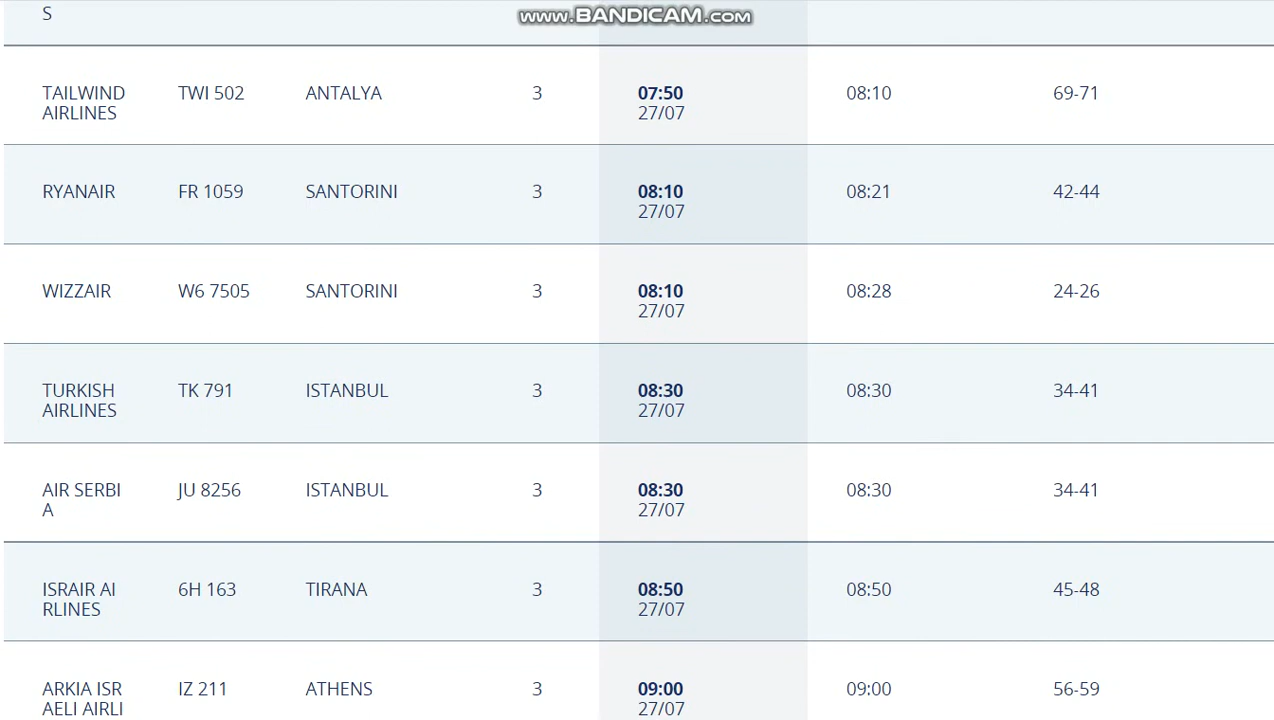 S
www.BANDICAM.com
TAILWIND AIRLINES TWI 502 ANTALYA 3 07:50 27/07 08:10 69-71
RYANAIR FR 1059 SANTORINI 3 08:10 27/07 08:21 42-44
WIZZAIR W6 7505 SANTORINI 3 08:10 27/07 08:28 24-26
TURKISH AIRLINES TK 791 ISTANBUL 3 08:30 27/07 08:30 34-41
AIR SERBI A JU 8256 ISTANBUL 3 08:30 27/07 08:30 34-41
ISRAIR AI RLINES 6H 163 TIRANA 3 08:50 27/07 08:50 45-48
ARKIA ISR AELI AIRLI IZ 211 ATHENS 3 09:00 27/07 09:00 56-59